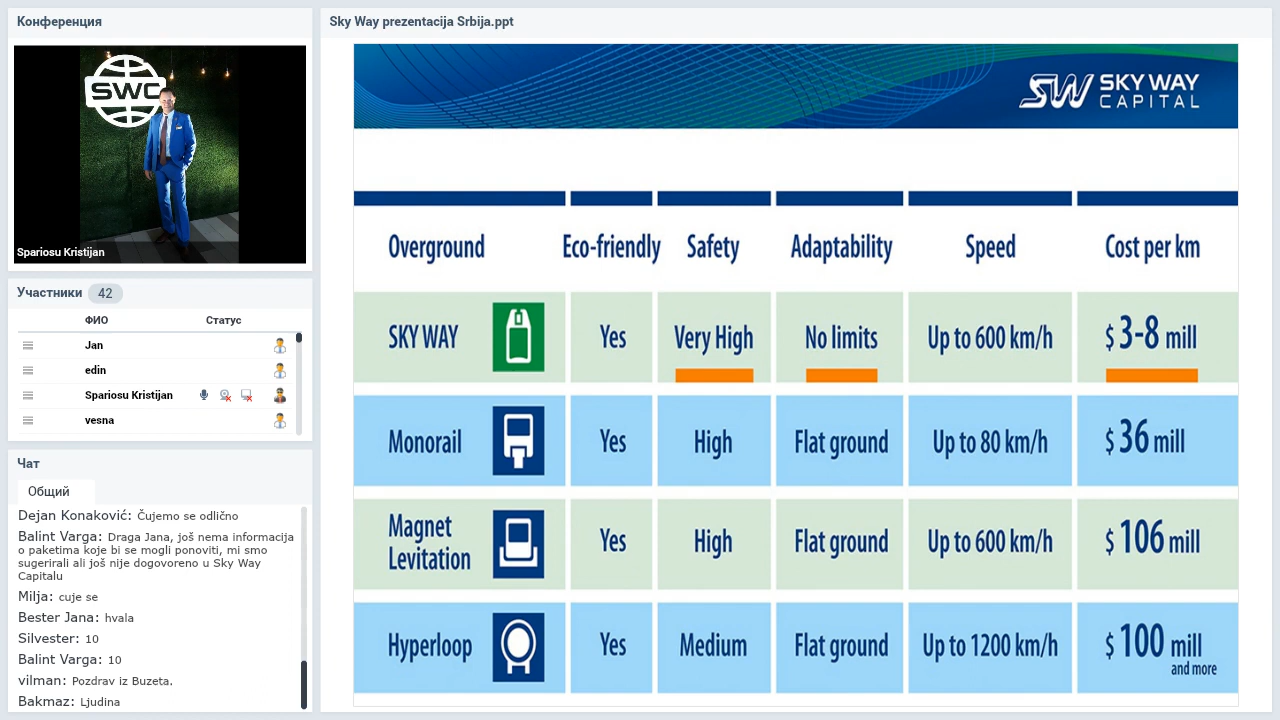 Конференция
SWC
Spariosu Kristijan
Участники 42
ФИО Статус
Jan
edin
Spariosu Kristijan
vesna
Чат
Общий
Dejan Konaković: Čujemo se odlično
Balint Varga: Draga Jana, još nema informacija
o paketima koje bi se mogli ponoviti, mi smo
sugerirali ali još nije dogovoreno u Sky Way
Capitalu
Milja: cuje se
Bester Jana: hvala
Silvester: 10
Balint Varga: 10
vilman: Pozdrav iz Buzeta.
Bakmaz: Ljudina
Sky Way prezentacija Srbija.ppt
SW SKY WAY
CAPITAL
Overground Eco-friendly Safety Adaptability Speed Cost per km
SKY WAY Yes Very High No limits Up to 600 km/h $ 3-8 mill
Monorail Yes High Flat ground Up to 80 km/h $ 36 mill
Magnet
Levitation Yes High Flat ground Up to 600 km/h $ 106 mill
Hyperloop Yes Medium Flat ground Up to 1200 km/h $ 100 mill
and more